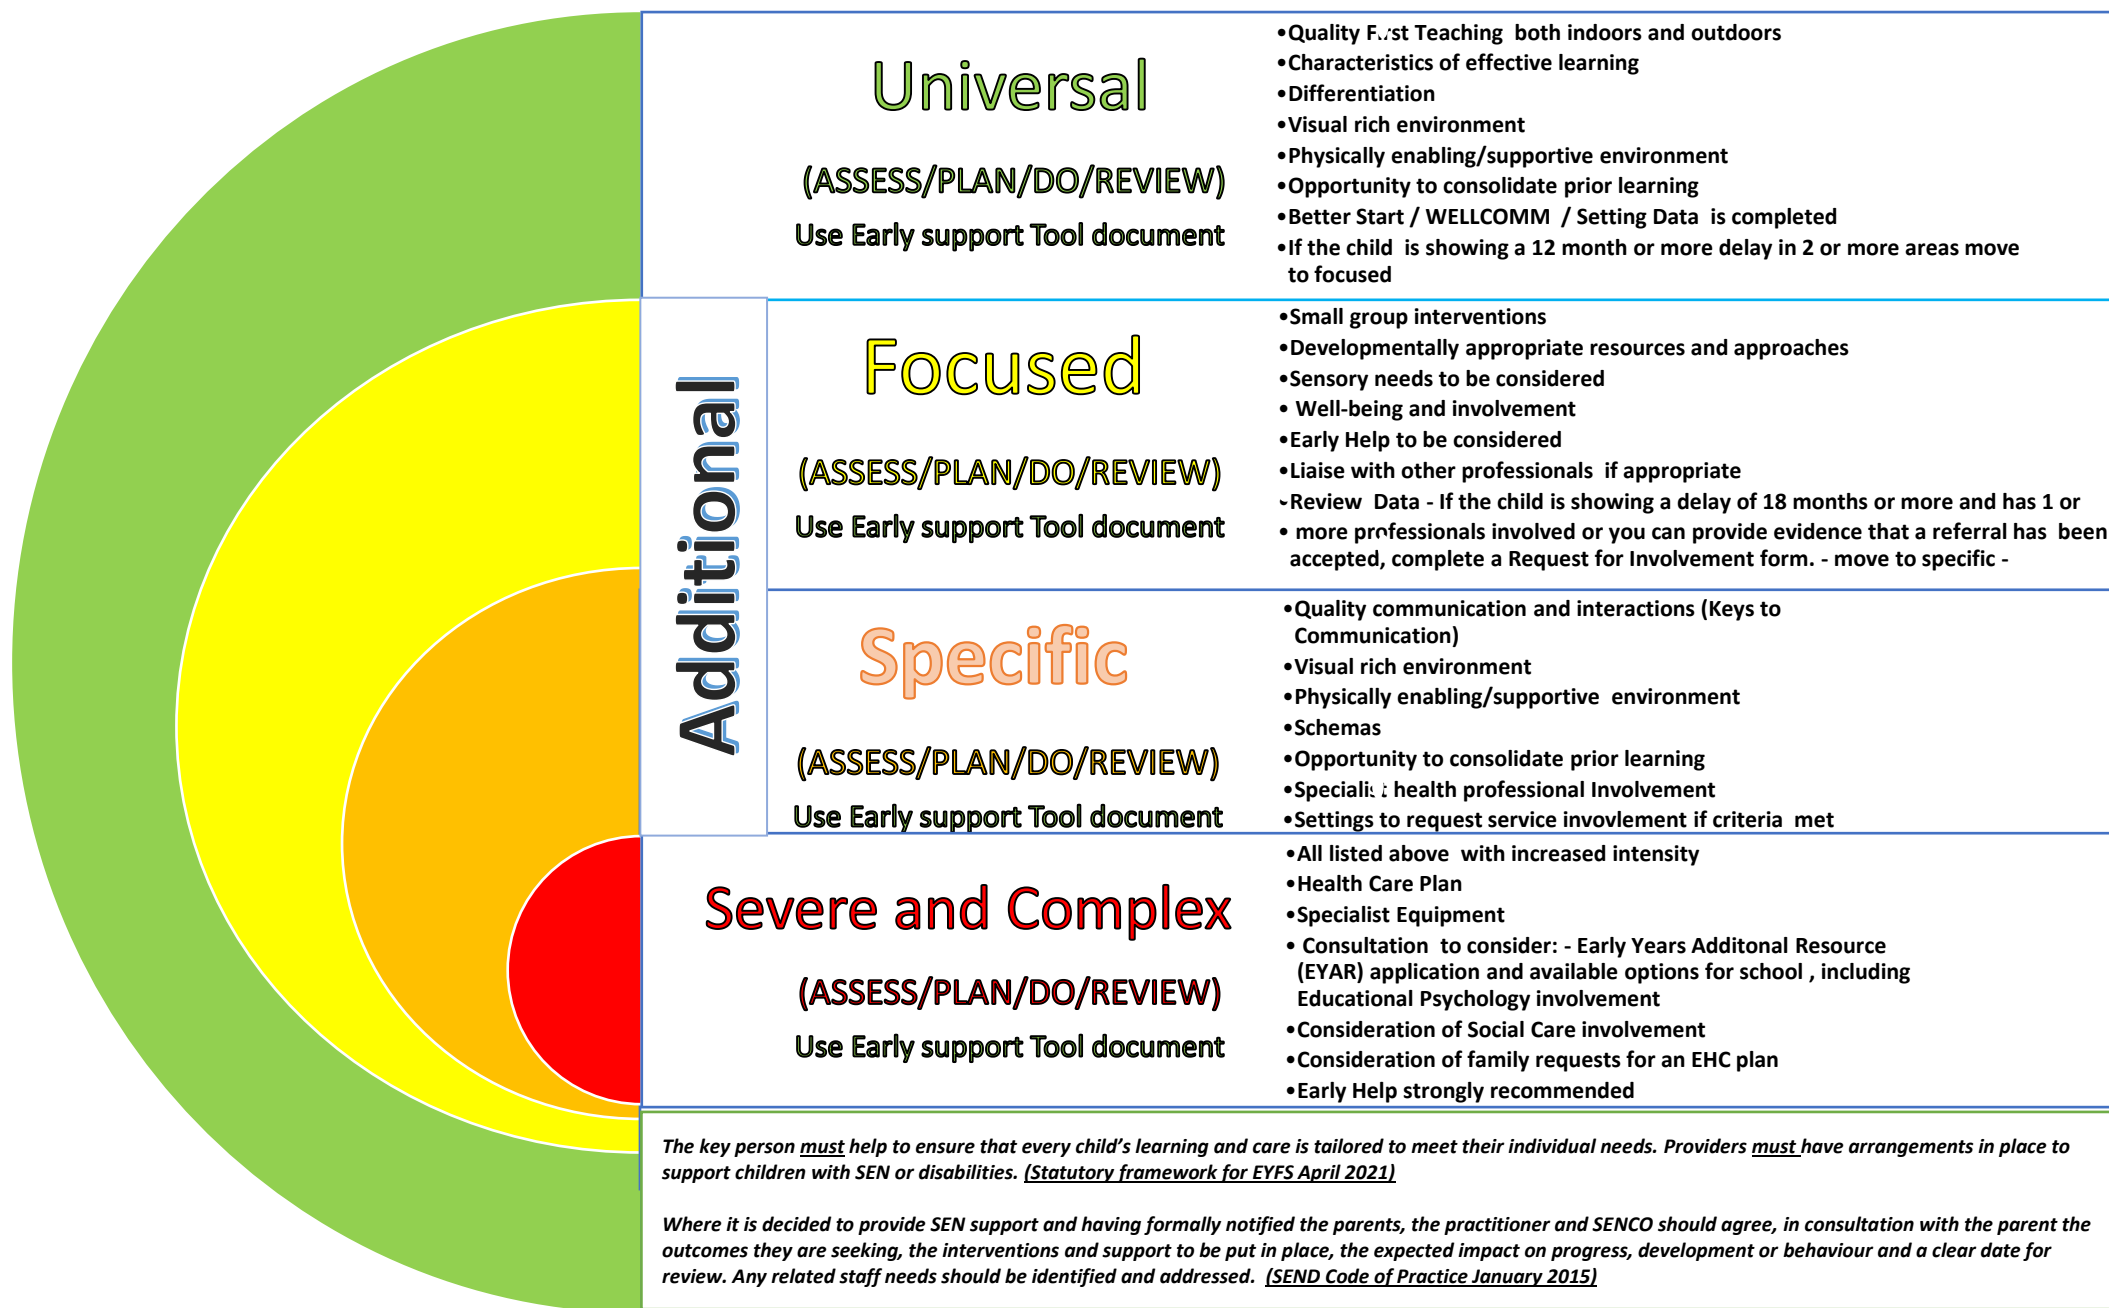 Universal
(ASSESS/PLAN/DO/REVIEW)
Use Early support Tool document
•Quality First Teaching both indoors and outdoors
•Characteristics of effective learning
•Differentiation
•Visual rich environment
•Physically enabling/supportive environment
•Opportunity to consolidate prior learning
•Better Start / WELLCOMM / Setting Data is completed
•If the child is showing a 12 month or more delay in 2 or more areas move
to focused
Additional
Focused
(ASSESS/PLAN/DO/REVIEW)
Use Early support Tool document
•Small group interventions
•Developmentally appropriate resources and approaches
•Sensory needs to be considered
• Well-being and involvement
•Early Help to be considered
•Liaise with other professionals if appropriate
•Review Data - If the child is showing a delay of 18 months or more and has 1 or
• more professionals involved or you can provide evidence that a referral has been
accepted, complete a Request for Involvement form. - move to specific -
Specific
(ASSESS/PLAN/DO/REVIEW)
Use Early support Tool document
•Quality communication and interactions (Keys to
Communication)
•Visual rich environment
•Physically enabling/supportive environment
•Schemas
•Opportunity to consolidate prior learning
•Specialist health professional Involvement
•Settings to request service invovlement if criteria met
Severe and Complex
(ASSESS/PLAN/DO/REVIEW)
Use Early support Tool document
•All listed above with increased intensity
•Health Care Plan
•Specialist Equipment
• Consultation to consider: - Early Years Additonal Resource
(EYAR) application and available options for school , including
Educational Psychology involvement
•Consideration of Social Care involvement
•Consideration of family requests for an EHC plan
•Early Help strongly recommended
The key person must help to ensure that every child's learning and care is tailored to meet their individual needs. Providers must have arrangements in place to
support children with SEN or disabilities. (Statutory framework for EYFS April 2021)
Where it is decided to provide SEN support and having formally notified the parents, the practitioner and SENCO should agree, in consultation with the parent the
outcomes they are seeking, the interventions and support to be put in place, the expected impact on progress, development or behaviour and a clear date for
review. Any related staff needs should be identified and addressed. (SEND Code of Practice January 2015)